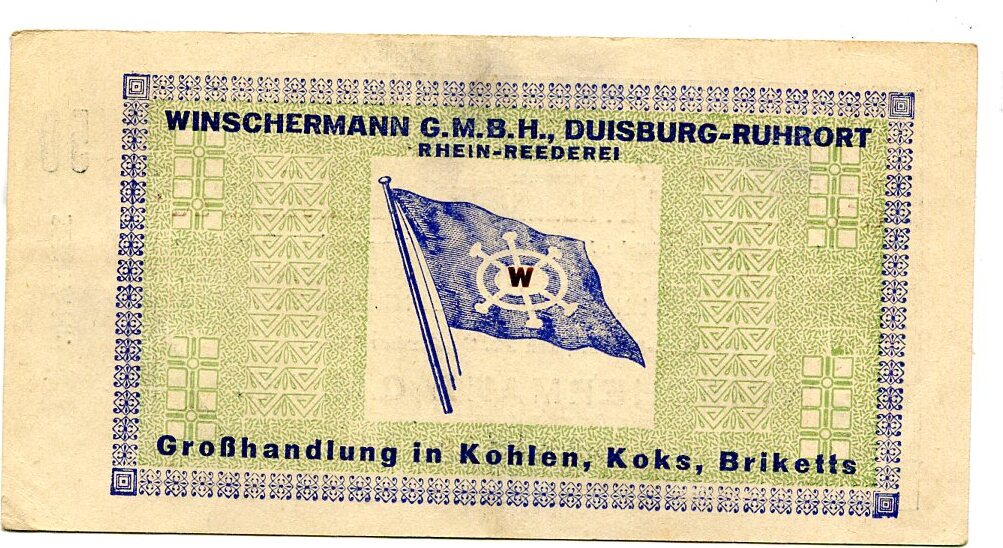 WINSCHERMANN G.M.B.H., DUISBURG-RUHRORT
RHEIN-REEDEREI
W
Großhandlung in Kohlen, Koks, Briketts